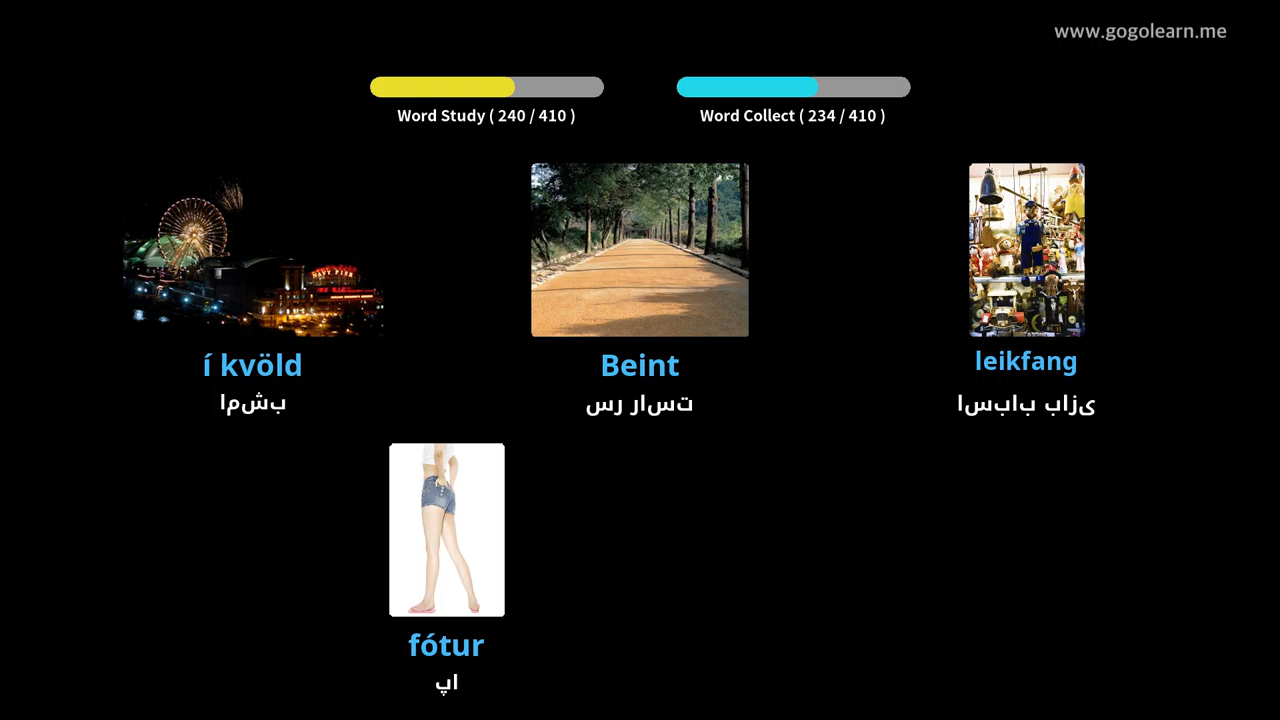 www.gogolearn.me
Word Study ( 240 / 410 )
Word Collect ( 234 / 410 )
í kvöld
امشب
Beint
سر راست
leikfang
اسباب بازی
fótur
پا